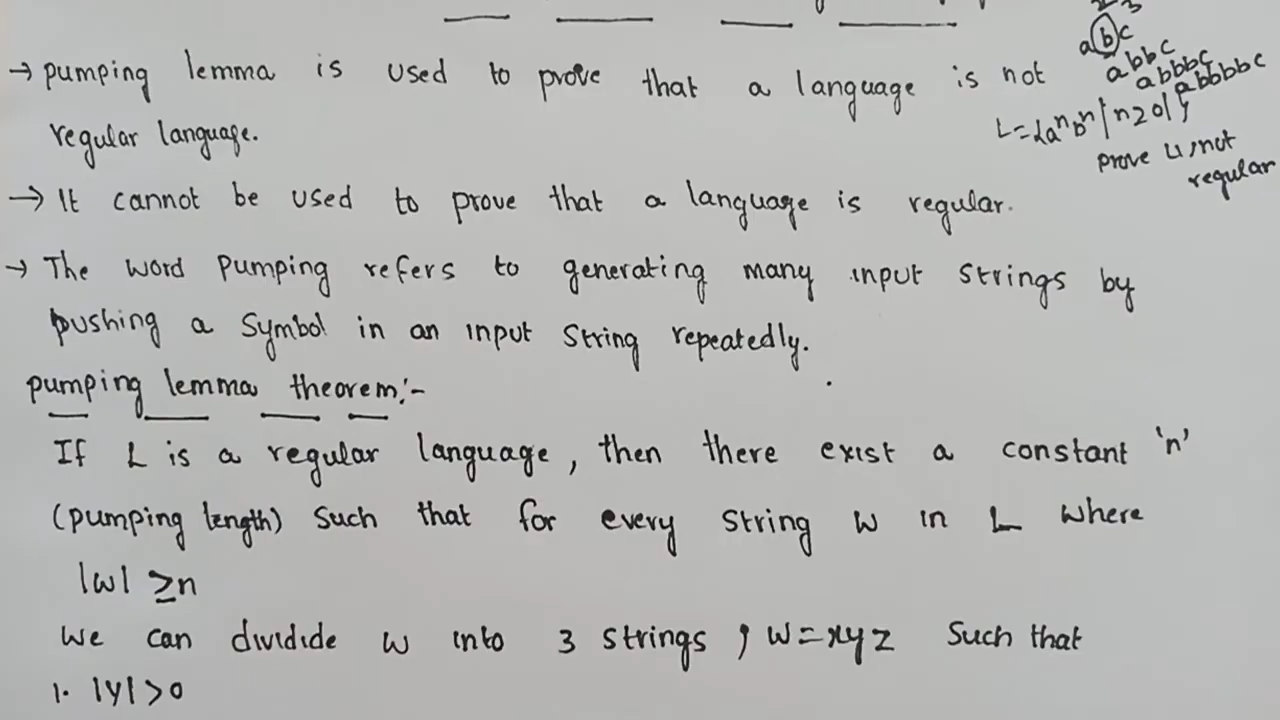 abc
abbc
abbbc
abbbbc
→ pumping lemma is used to prove that a language is not
regular language.
L={aⁿbⁿ|n≥0}
prove L is not
regular
→ It cannot be used to prove that a language is regular.
→ The word pumping refers to generating many input strings by
pushing a symbol in an input string repeatedly.
pumping lemma theorem:-
If L is a regular language, then there exist a constant 'n'
(pumping length) such that for every string w in L where
|w| ≥n
we can dividide w into 3 strings, w=xyz such that
1. |y|>0